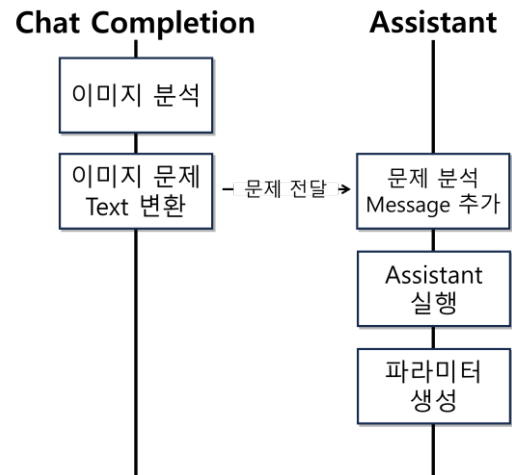 Chat Completion
Assistant
이미지 분석
이미지 문제
Text 변환
문제 전달
문제 분석
Message 추가
Assistant
실행
파라미터
생성